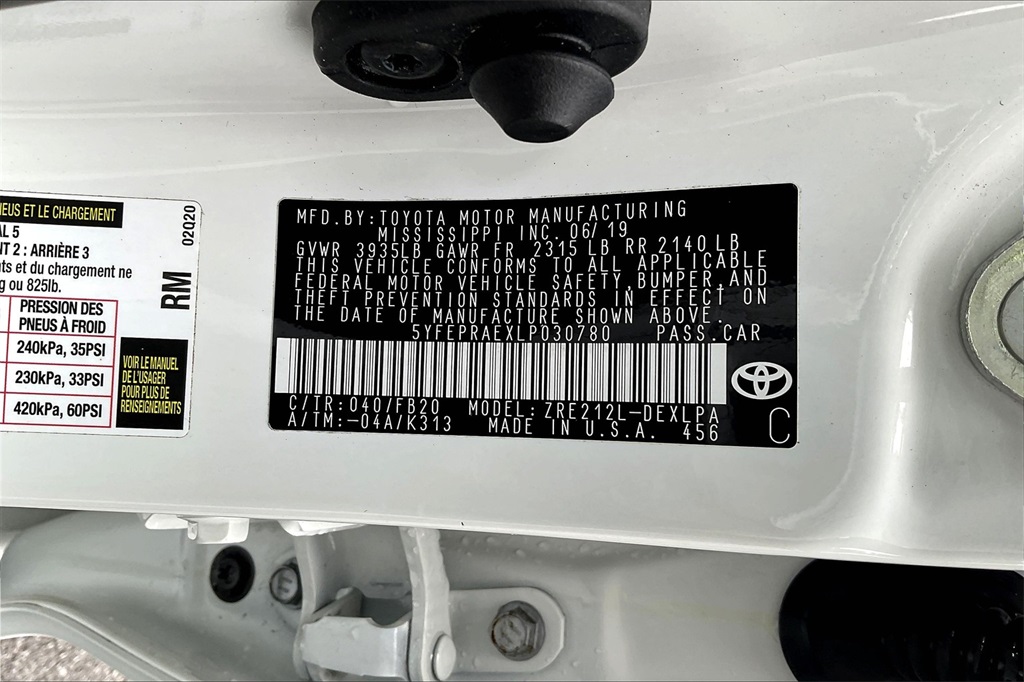 NEUS ET LE CHARGEMENT
AL 5
NT 2 : ARRIÈRE 3
nts et du chargement ne
g ou 825lb.
PRESSION DES
PNEUS À FROID
240kPa, 35PSI
230kPa, 33PSI
420kPa, 60PSI
02020
RM
VOIR LE MANUEL
DE L'USAGER
POUR PLUS DE
RENSEIGNEMENTS
MFD. BY: TOYOTA MOTOR MANUFACTURING
MISSISSIPPI INC. 06/19
GVWR 3935LB GAWR FR 2315 LB RR 2140 LB
THIS VEHICLE CONFORMS TO ALL APPLICABLE
FEDERAL MOTOR VEHICLE SAFETY, BUMPER, AND
THEFT PREVENTION STANDARDS IN EFFECT ON
THE DATE OF MANUFACTURE SHOWN ABOVE.
5YFEPRAEXLP030780 PASS. CAR
C/TR: 040/FB20 MODEL: ZRE212L-DEXLPA
A/TM: -04A/K313 MADE IN U.S.A. 456
C